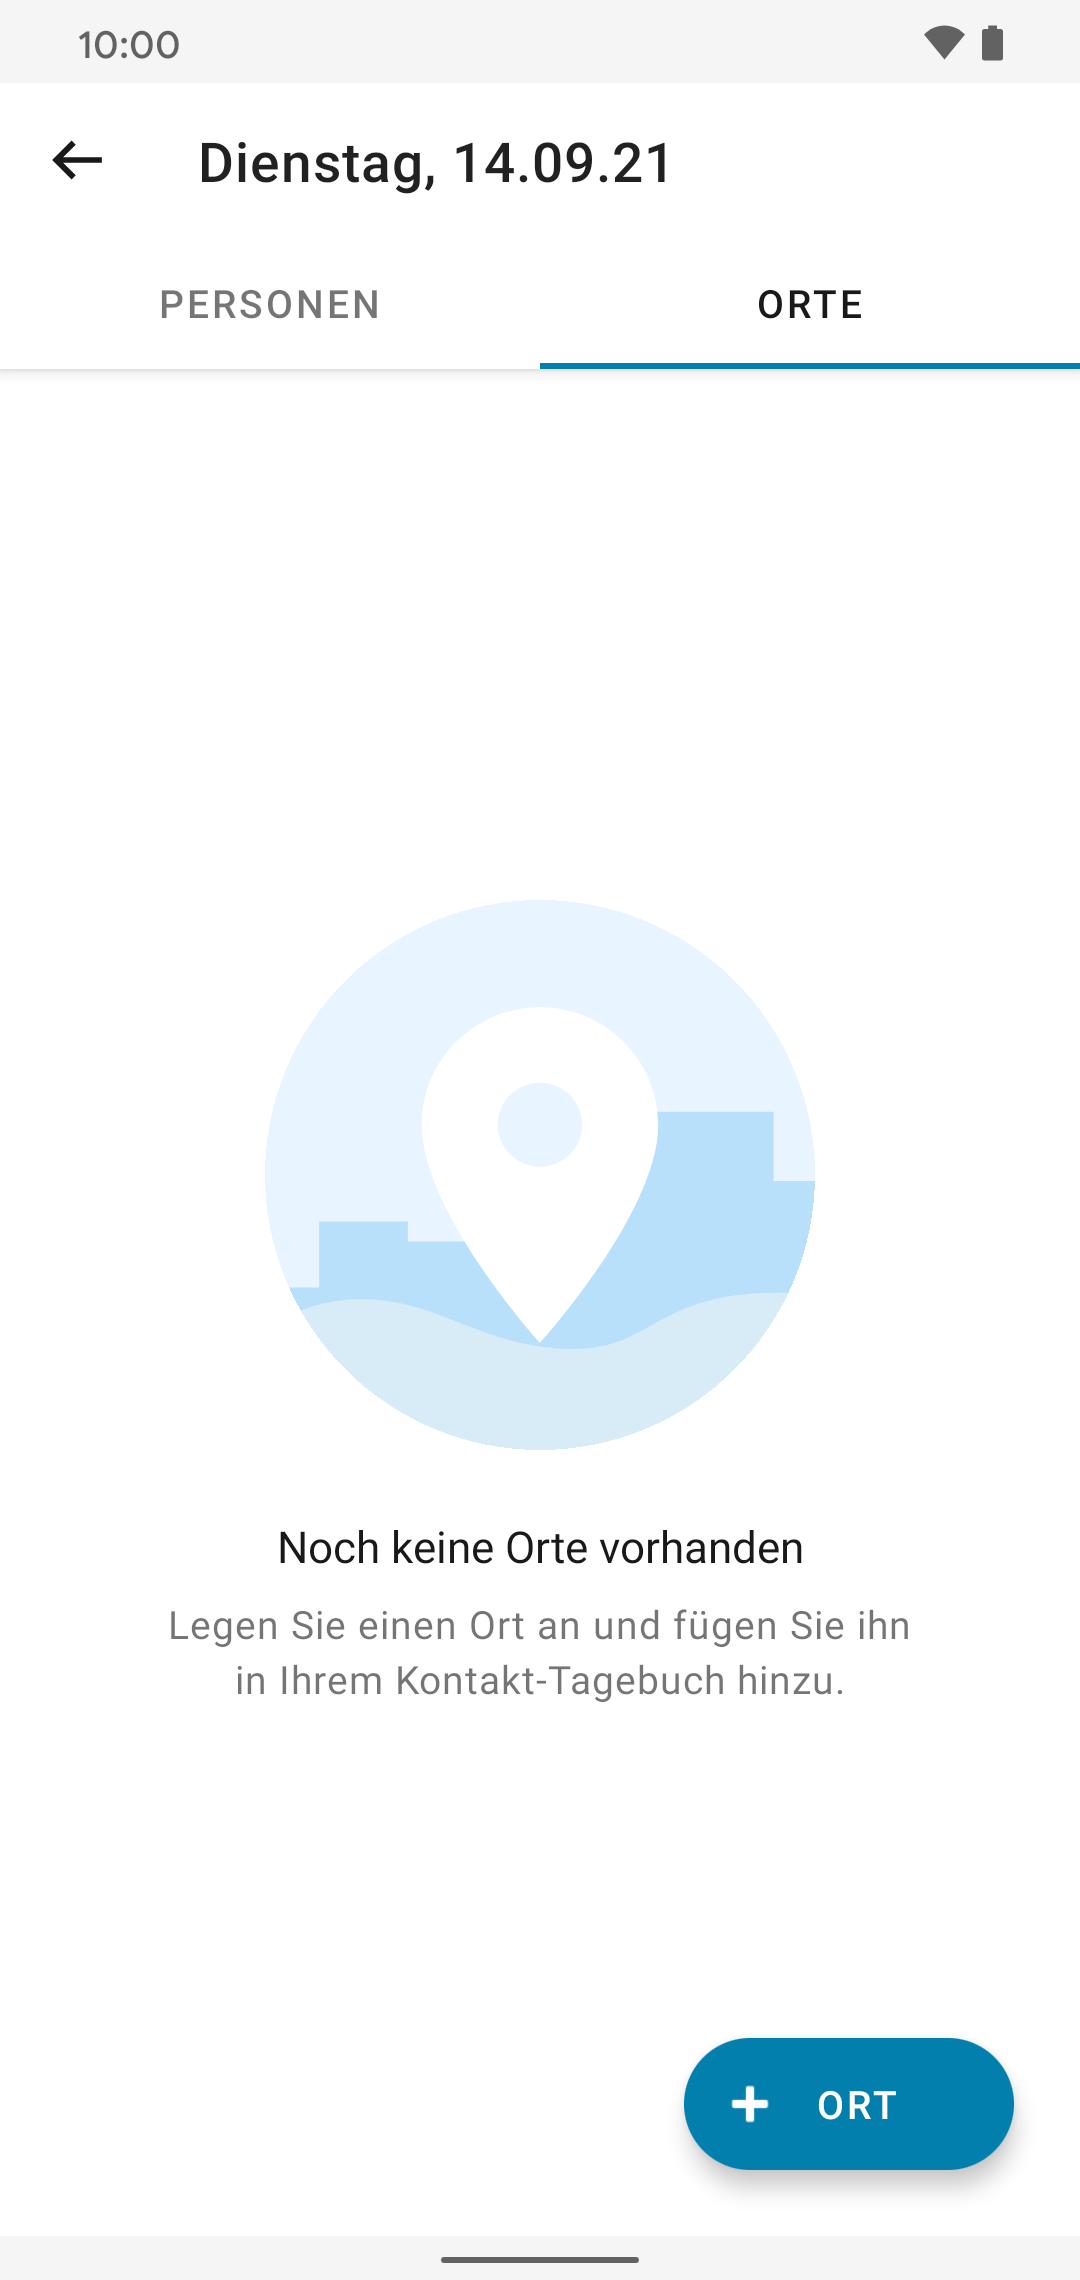 10:00
Dienstag, 14.09.21
PERSONEN
ORTE
Noch keine Orte vorhanden
Legen Sie einen Ort an und fügen Sie ihn
in Ihrem Kontakt-Tagebuch hinzu.
ORT